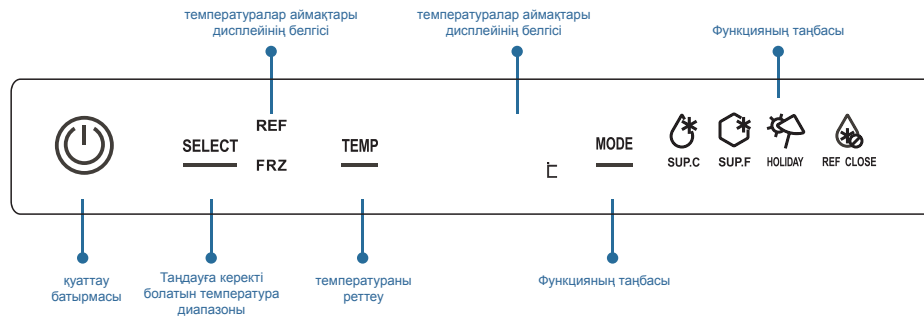 температуралар аймақтары
дисплейінің белгісі
температуралар аймақтары
дисплейінің белгісі
Функцияның таңбасы
SELECT
REF
FRZ
TEMP
MODE
SUP.C
SUP.F
HOLIDAY
REF CLOSE
қуаттау
батырмасы
Таңдауға керекті
болатын температура
диапазоны
температураны
реттеу
Функцияның таңбасы